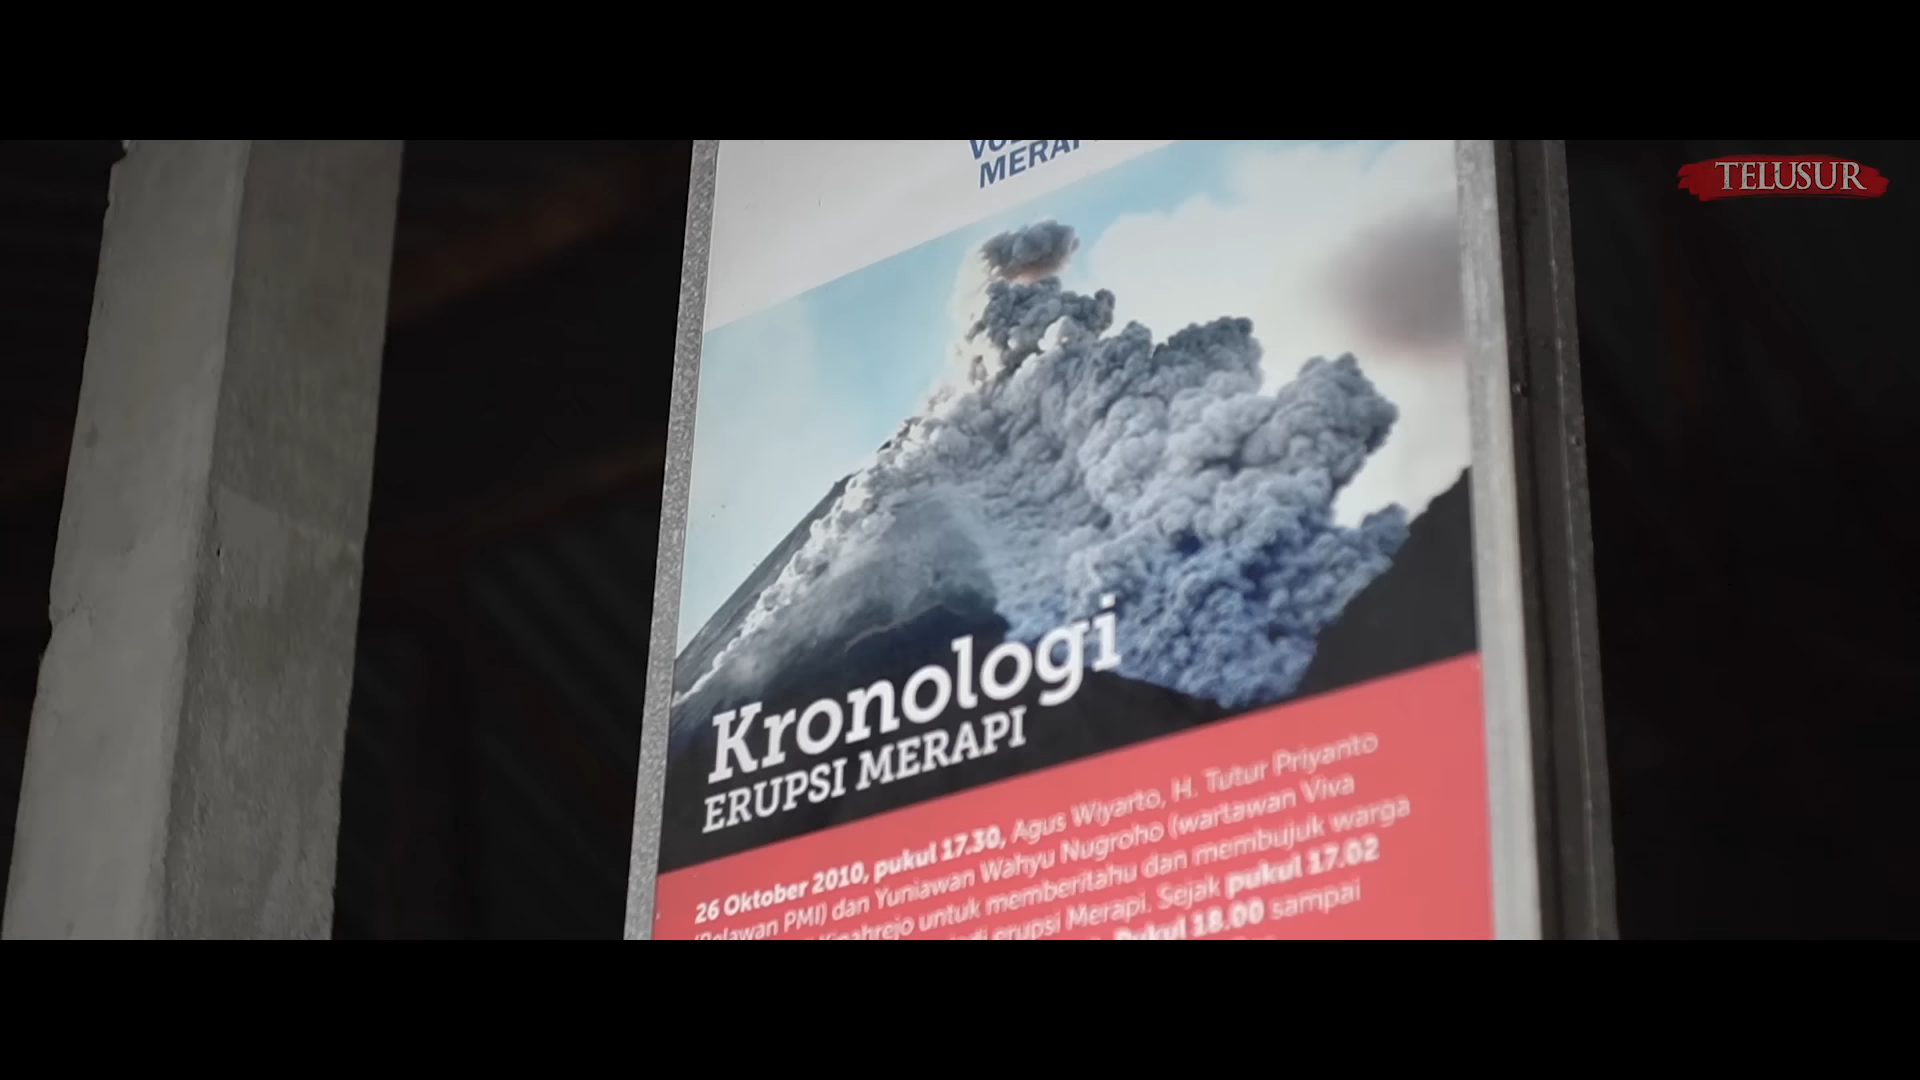 MERAPI
TELUSUR
Kronologi
ERUPSI MERAPI
26 Oktober 2010, pukul 17.30, Agus Wiyarto, H. Tutur Priyanto
(Relawan PMI) dan Yuniawan Wahyu Nugroho (wartawan Viva
untuk memberitahu dan membujuk warga
erupsi Merapi. Sejak pukul 17.02
Pukul 18.00 sampai